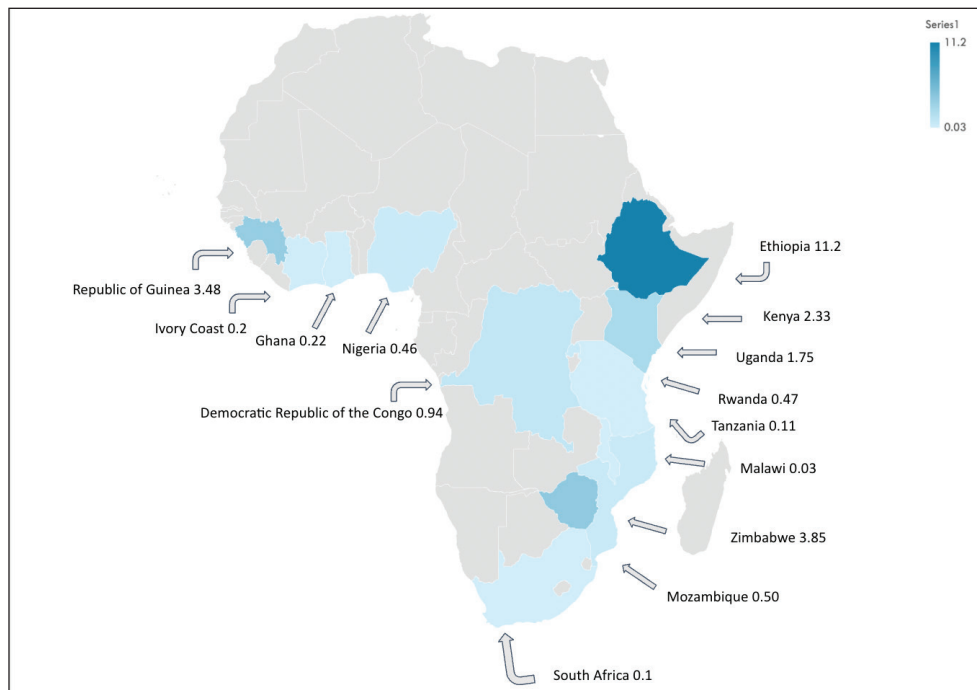 Series1
11.2
0.03
Ethiopia 11.2
Republic of Guinea 3.48
Kenya 2.33
Ivory Coast 0.2
Ghana 0.22
Nigeria 0.46
Uganda 1.75
Rwanda 0.47
Democratic Republic of the Congo 0.94
Tanzania 0.11
Malawi 0.03
Zimbabwe 3.85
Mozambique 0.50
South Africa 0.1